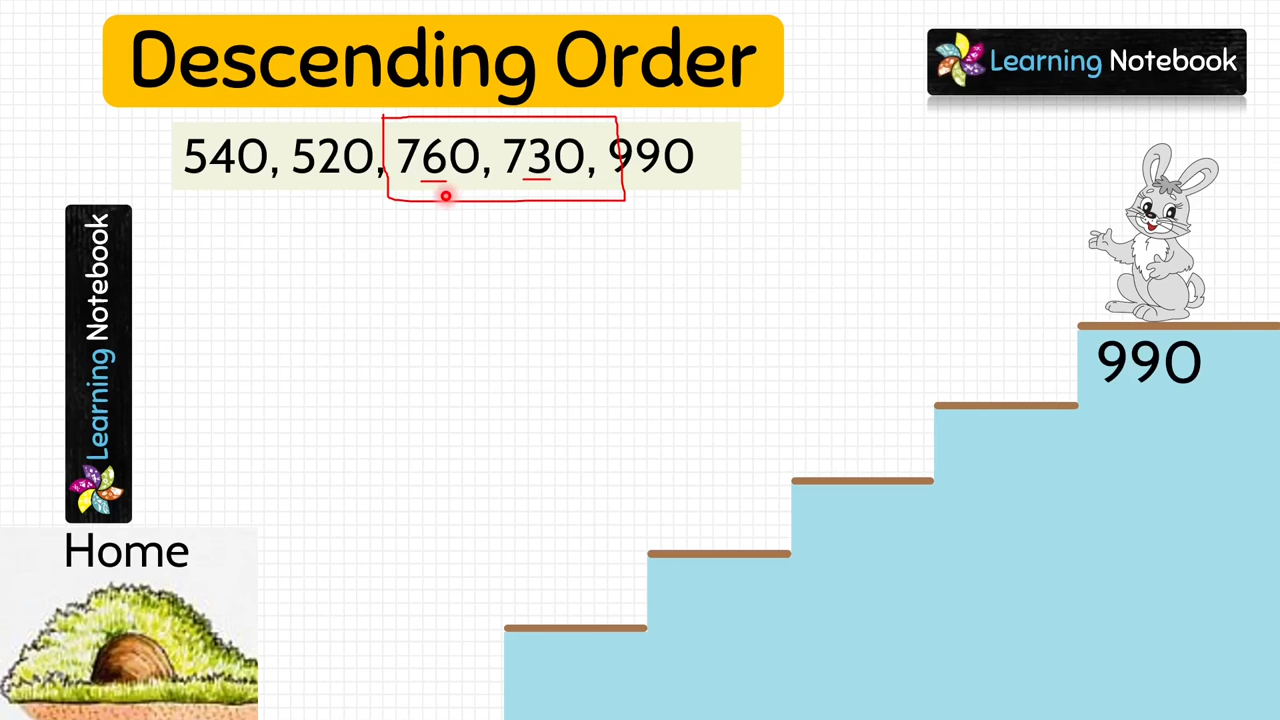 Descending Order
Learning Notebook
540, 520, 760, 730, 990
Learning Notebook
990
Home